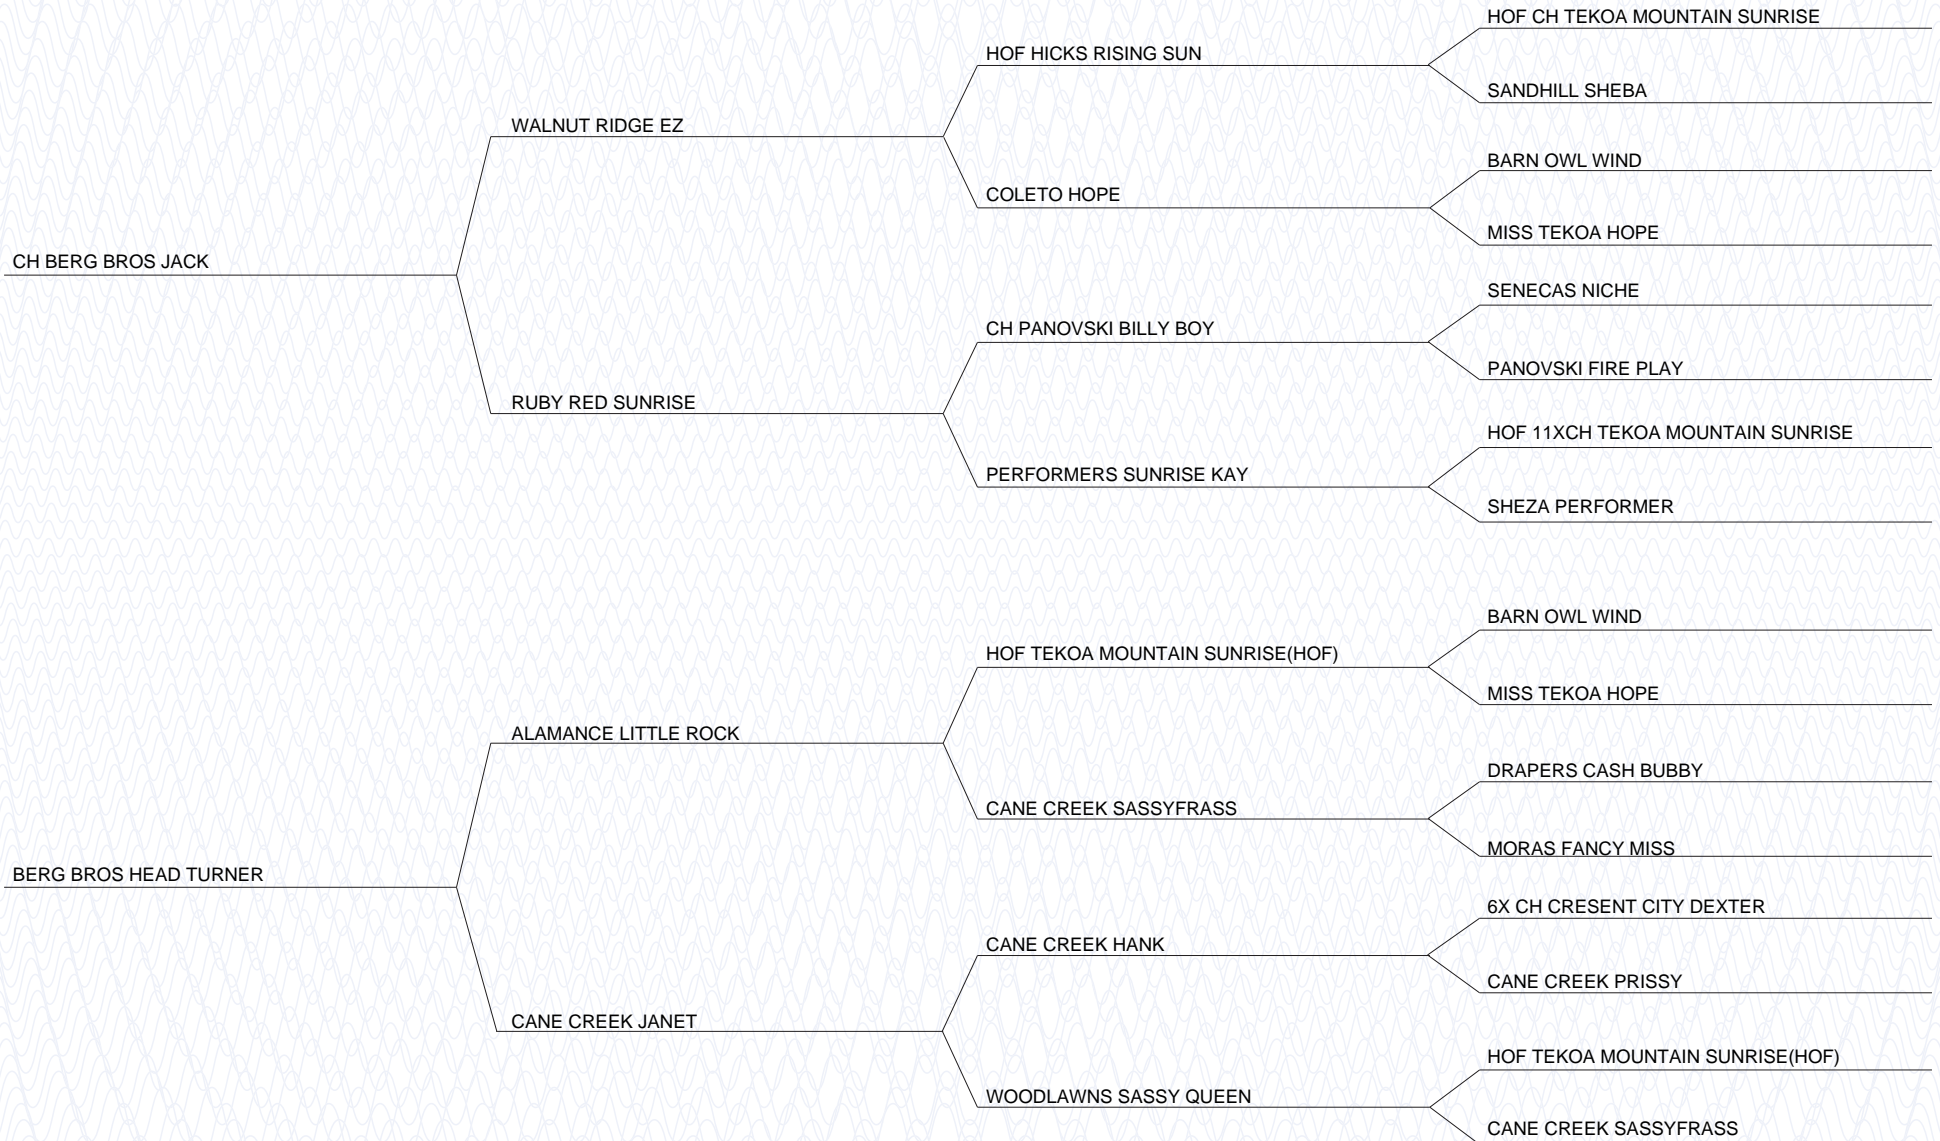 HOF CH TEKOA MOUNTAIN SUNRISE
HOF HICKS RISING SUN
SANDHILL SHEBA
WALNUT RIDGE EZ
BARN OWL WIND
COLETO HOPE
MISS TEKOA HOPE
CH BERG BROS JACK
SENECAS NICHE
CH PANOVSKI BILLY BOY
PANOVSKI FIRE PLAY
RUBY RED SUNRISE
HOF 11XCH TEKOA MOUNTAIN SUNRISE
PERFORMERS SUNRISE KAY
SHEZA PERFORMER
BARN OWL WIND
HOF TEKOA MOUNTAIN SUNRISE(HOF)
MISS TEKOA HOPE
ALAMANCE LITTLE ROCK
DRAPERS CASH BUBBY
CANE CREEK SASSYFRASS
MORAS FANCY MISS
BERG BROS HEAD TURNER
6X CH CRESENT CITY DEXTER
CANE CREEK HANK
CANE CREEK PRISSY
CANE CREEK JANET
HOF TEKOA MOUNTAIN SUNRISE(HOF)
WOODLAWNS SASSY QUEEN
CANE CREEK SASSYFRASS